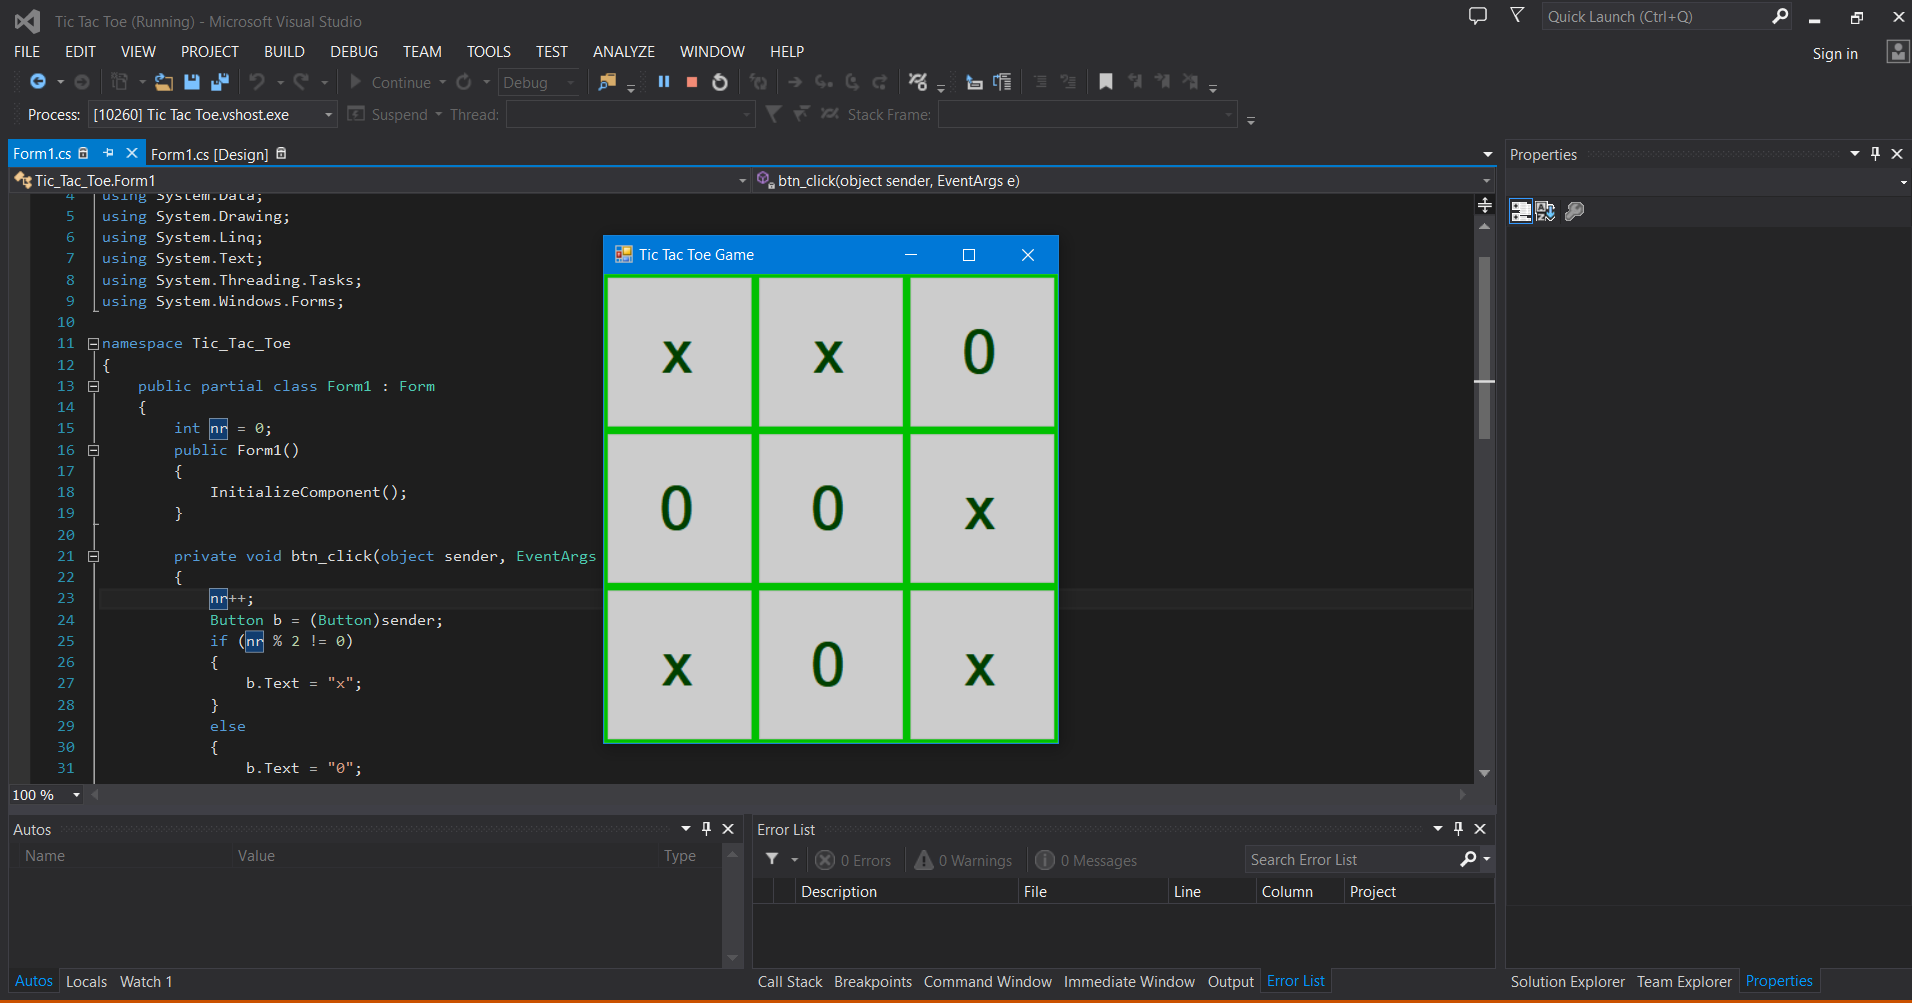 Tic Tac Toe (Running) - Microsoft Visual Studio
Quick Launch (Ctrl+Q)
FILE EDIT VIEW PROJECT BUILD DEBUG TEAM TOOLS TEST ANALYZE WINDOW HELP
Sign in
Continue Debug
Process: [10260] Tic Tac Toe.vshost.exe Suspend Thread: Stack Frame:
Form1.cs Form1.cs [Design]
Tic_Tac_Toe.Form1 btn_click(object sender, EventArgs e)
4 using System.Data;
5 using System.Drawing;
6 using System.Linq;
7 using System.Text;
8 using System.Threading.Tasks;
9 using System.Windows.Forms;
10
11 namespace Tic_Tac_Toe
12 {
13 public partial class Form1 : Form
14 {
15 int nr = 0;
16 public Form1()
17 {
18 InitializeComponent();
19 }
20
21 private void btn_click(object sender, EventArgs
22 {
23 nr++;
24 Button b = (Button)sender;
25 if (nr % 2 != 0)
26 {
27 b.Text = "x";
28 }
29 else
30 {
31 b.Text = "0";
100 %
Tic Tac Toe Game
x x 0
0 0 x
x 0 x
Properties
Autos
Name Value Type
Error List
0 Errors 0 Warnings 0 Messages Search Error List
Description File Line Column Project
Autos Locals Watch 1
Call Stack Breakpoints Command Window Immediate Window Output Error List
Solution Explorer Team Explorer Properties